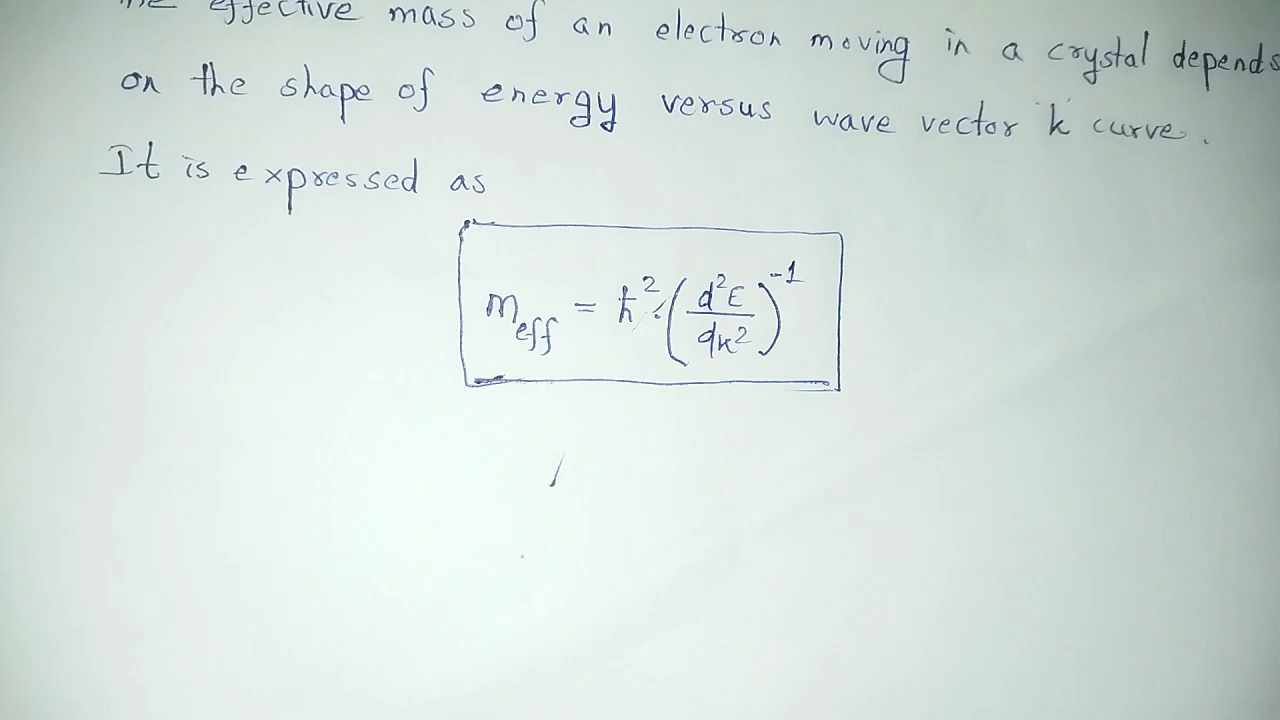 The effective mass of an electron moving in a crystal depends
on the shape of energy versus wave vector k curve.
It is expressed as
m_eff = ħ² · (d²E/dk²)⁻¹